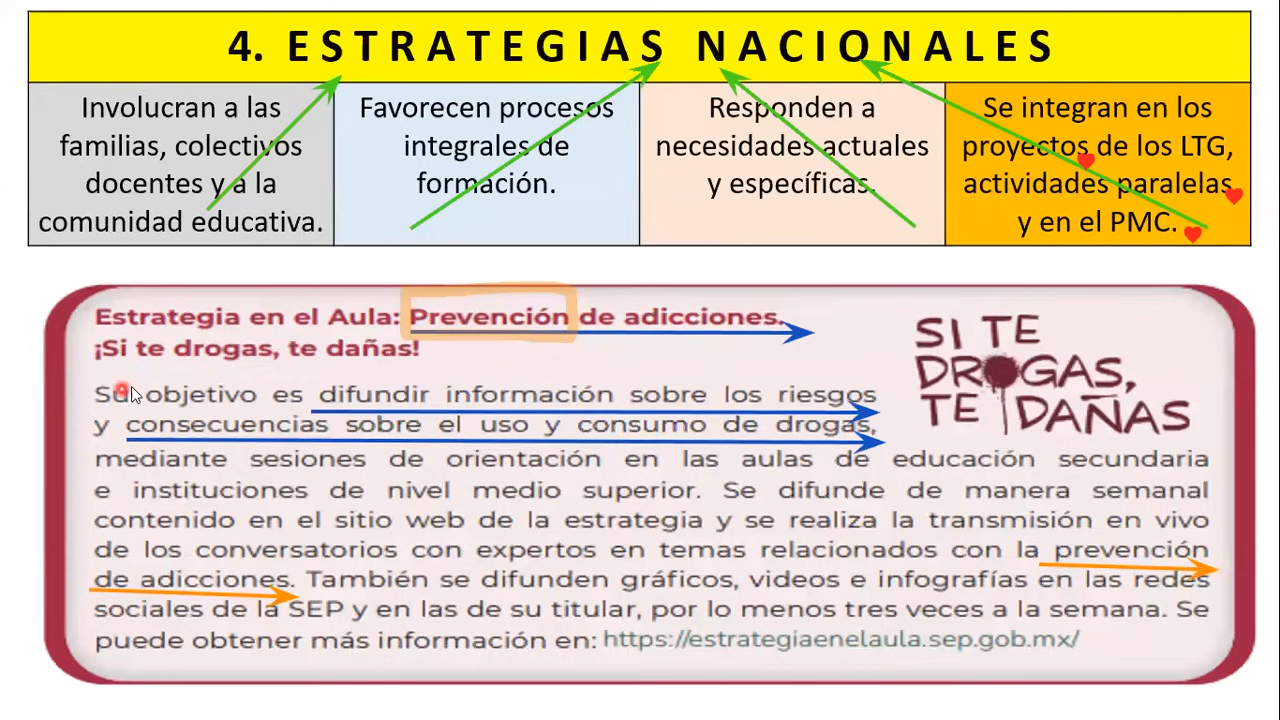 4. ESTRATEGIAS NACIONALES
Involucran a las
familias, colectivos
docentes y a la
comunidad educativa.
Favorecen procesos
integrales de
formación.
Responden a
necesidades actuales
y específicas.
Se integran en los
proyectos de los LTG,
actividades paralelas
y en el PMC.
Estrategia en el Aula: Prevención de adicciones.
¡Si te drogas, te dañas!
SI TE
DROGAS,
TE DAÑAS
Su objetivo es difundir información sobre los riesgos
y consecuencias sobre el uso y consumo de drogas,
mediante sesiones de orientación en las aulas de educación secundaria
e instituciones de nivel medio superior. Se difunde de manera semanal
contenido en el sitio web de la estrategia y se realiza la transmisión en vivo
de los conversatorios con expertos en temas relacionados con la prevención
de adicciones. También se difunden gráficos, videos e infografías en las redes
sociales de la SEP y en las de su titular, por lo menos tres veces a la semana. Se
puede obtener más información en: https://estrategiaenelaula.sep.gob.mx/